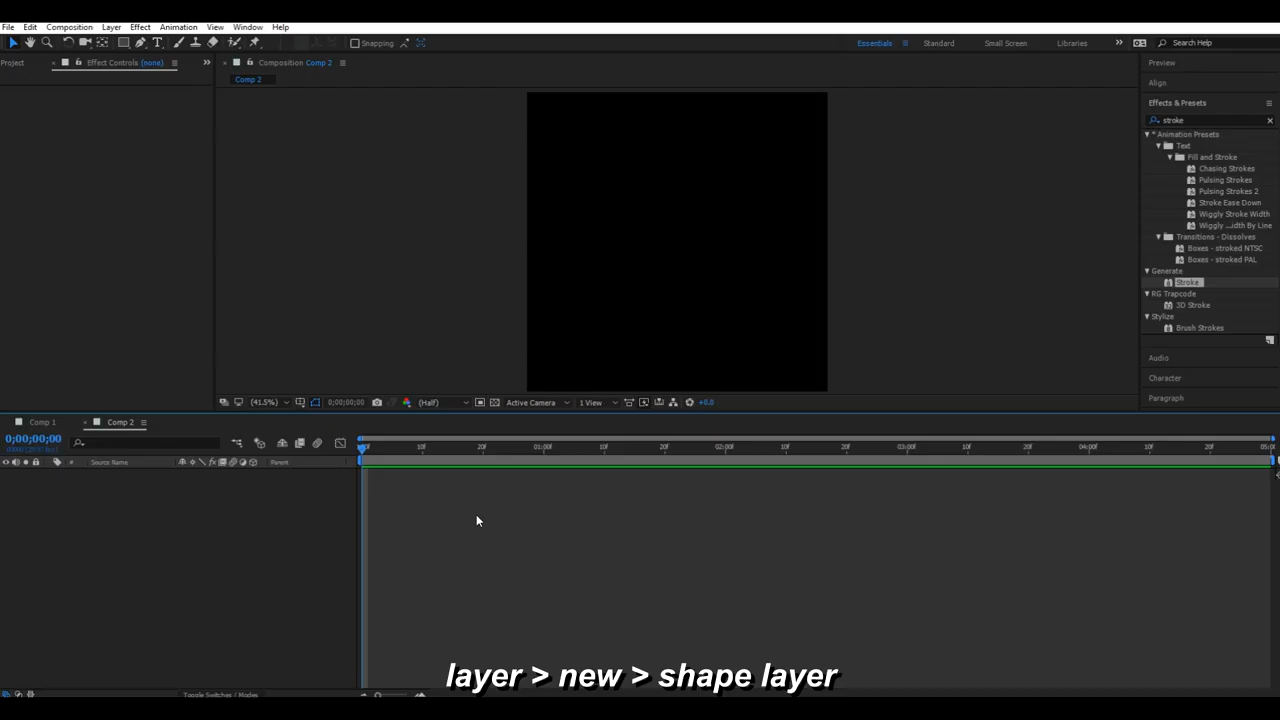 File Edit Composition Layer Effect Animation View Window Help
Snapping Essentials Standard Small Screen Libraries Search Help
Project Effect Controls (none) Composition Comp 2 Preview
Comp 2
Align
Effects & Presets
stroke
* Animation Presets
Text
Fill and Stroke
Chasing Strokes
Pulsing Strokes
Pulsing Strokes 2
Stroke Ease Down
Wiggly Stroke Width
Wiggly ...idth By Line
Transitions - Dissolves
Boxes - stroked NTSC
Boxes - stroked PAL
Generate
Stroke
RG Trapcode
3D Stroke
Stylize
Brush Strokes
Audio
Character
Paragraph
(41.5%) 0;00;00;00 (Half) Active Camera 1 View +0.0
Comp 1 Comp 2
0;00;00;00
10f 20f 01:00f 10f 20f 02:00f 10f 20f 03:00f 10f 20f 04:00f 10f 20f 05:00
# Source Name Parent
layer > new > shape layer
Toggle Switches / Modes